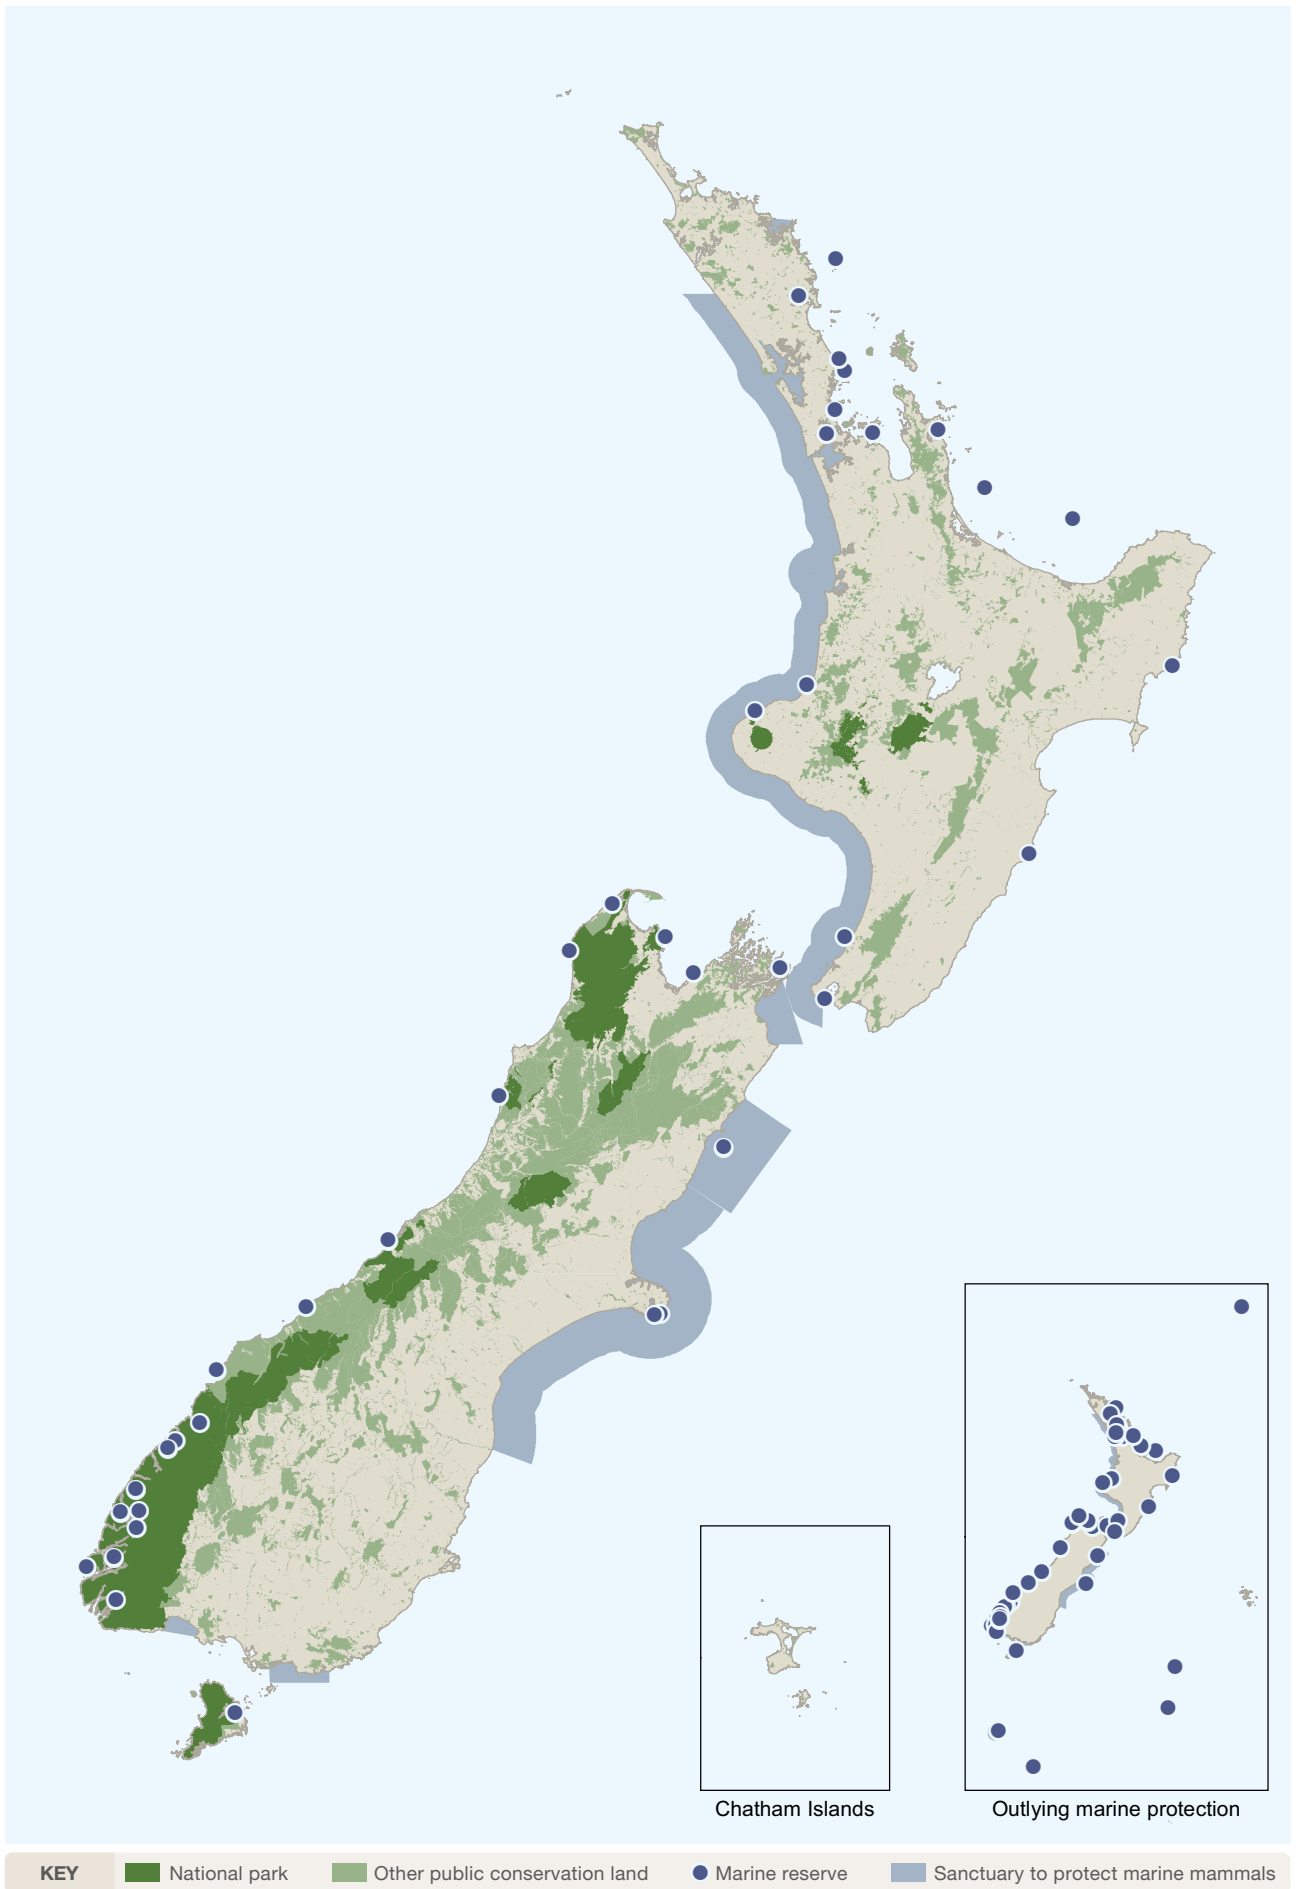 Chatham Islands
Outlying marine protection
KEY
National park
Other public conservation land
Marine reserve
Sanctuary to protect marine mammals